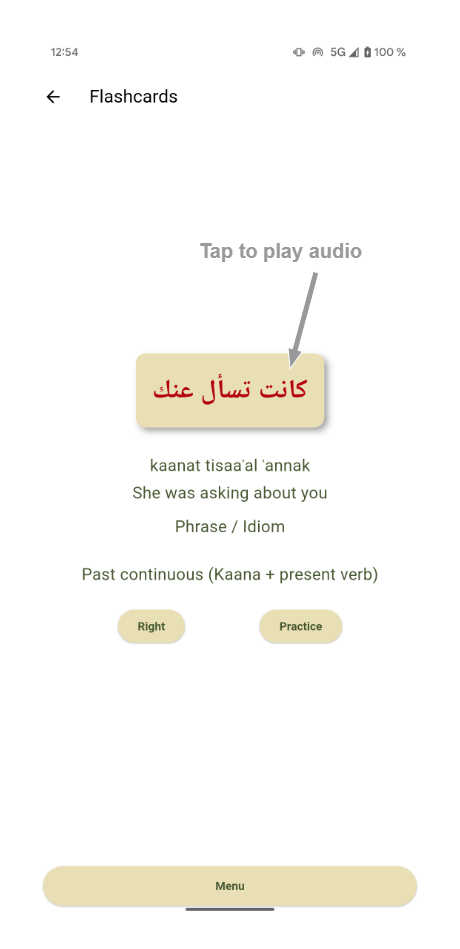 12:54 5G 100 %
Flashcards
Tap to play audio
كانت تسأل عنك
kaanat tisaa'al 'annak
She was asking about you
Phrase / Idiom
Past continuous (Kaana + present verb)
Right Practice
Menu